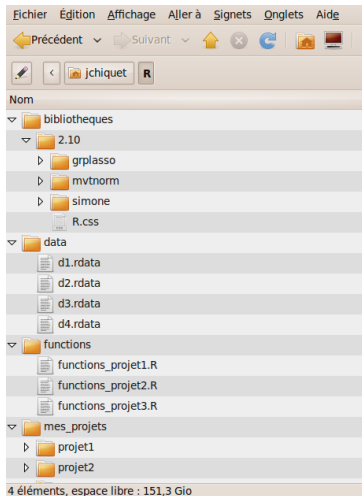 Fichier Édition Affichage Aller à Signets Onglets Aide
Précédent Suivant
jchiquet R
Nom
bibliotheques
2.10
grplasso
mvtnorm
simone
R.css
data
d1.rdata
d2.rdata
d3.rdata
d4.rdata
functions
functions_projet1.R
functions_projet2.R
functions_projet3.R
mes_projets
projet1
projet2
4 éléments, espace libre : 151,3 Gio